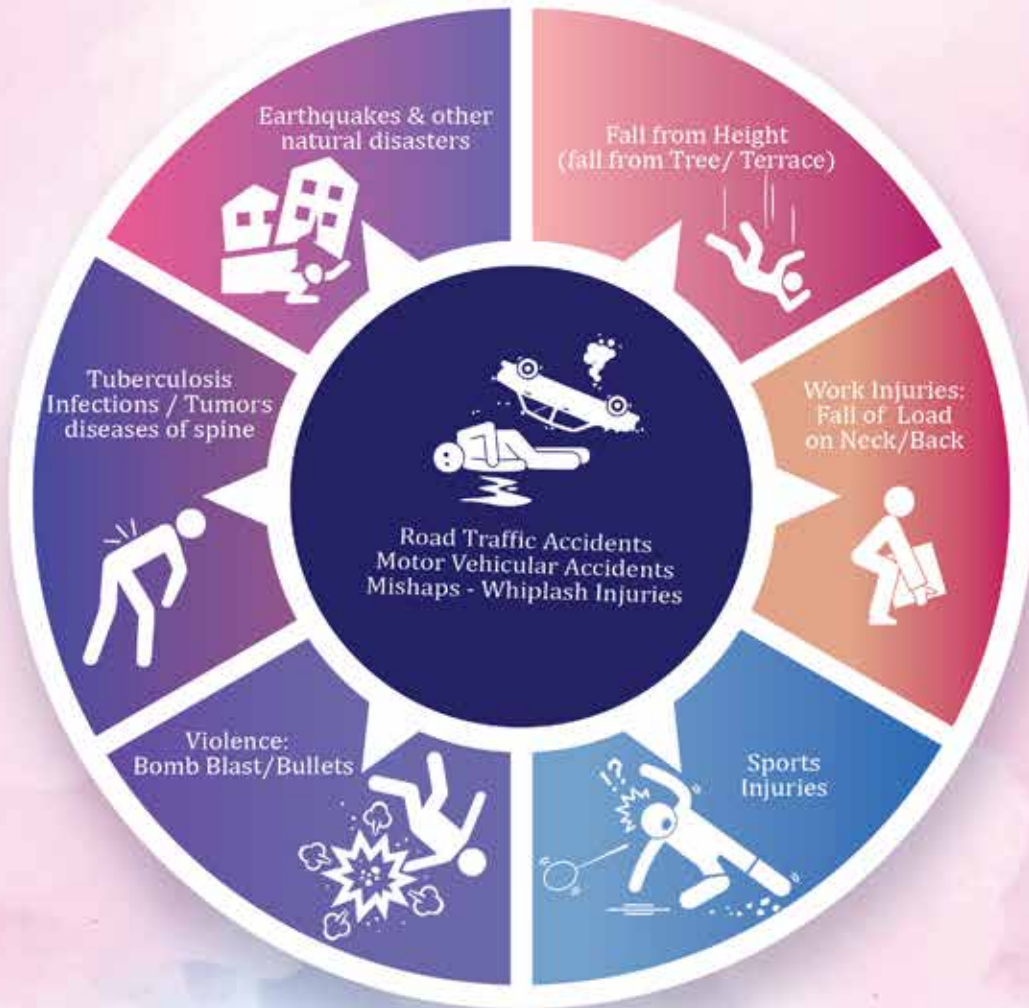 Earthquakes & other
natural disasters
Fall from Height
(fall from Tree/ Terrace)
Work Injuries:
Fall of Load
on Neck/Back
Sports
Injuries
Violence:
Bomb Blast/Bullets
Tuberculosis
Infections / Tumors
diseases of spine
Road Traffic Accidents
Motor Vehicular Accidents
Mishaps - Whiplash Injuries
!?